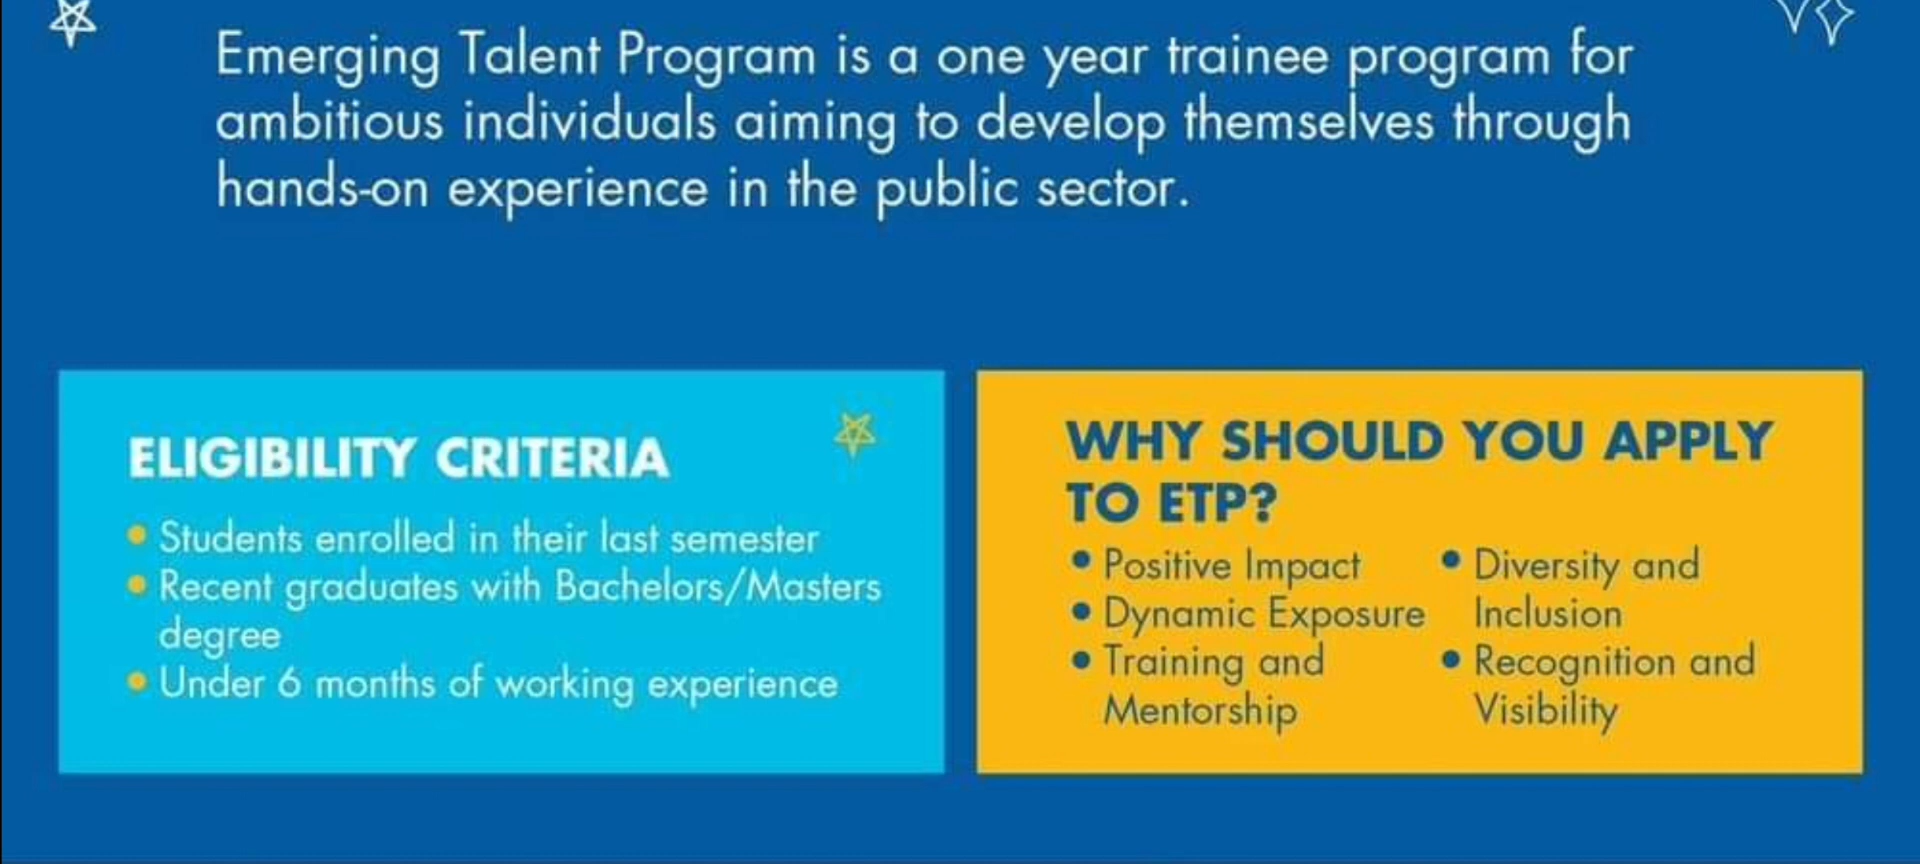 Emerging Talent Program is a one year trainee program for
ambitious individuals aiming to develop themselves through
hands-on experience in the public sector.
ELIGIBILITY CRITERIA
• Students enrolled in their last semester
• Recent graduates with Bachelors/Masters
degree
• Under 6 months of working experience
WHY SHOULD YOU APPLY
TO ETP?
• Positive Impact
• Dynamic Exposure
• Training and
Mentorship
• Diversity and
Inclusion
• Recognition and
Visibility